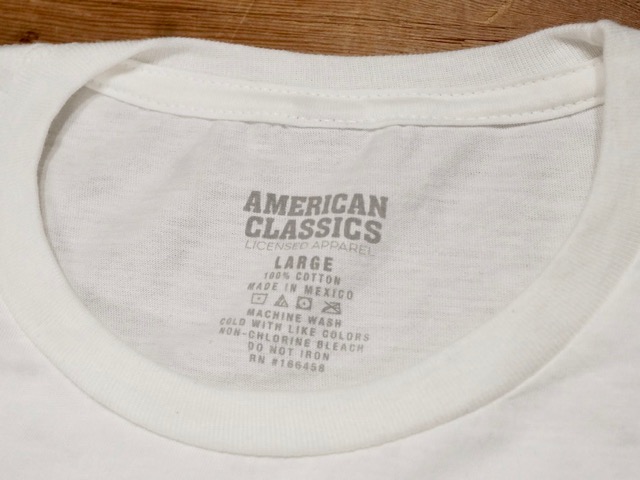 AMERICAN
CLASSICS
LICENSED APPAREL
LARGE
100% COTTON
MADE IN MEXICO
MACHINE WASH
COLD WITH LIKE COLORS
NON-CHLORINE BLEACH
DO NOT IRON
RN #166456